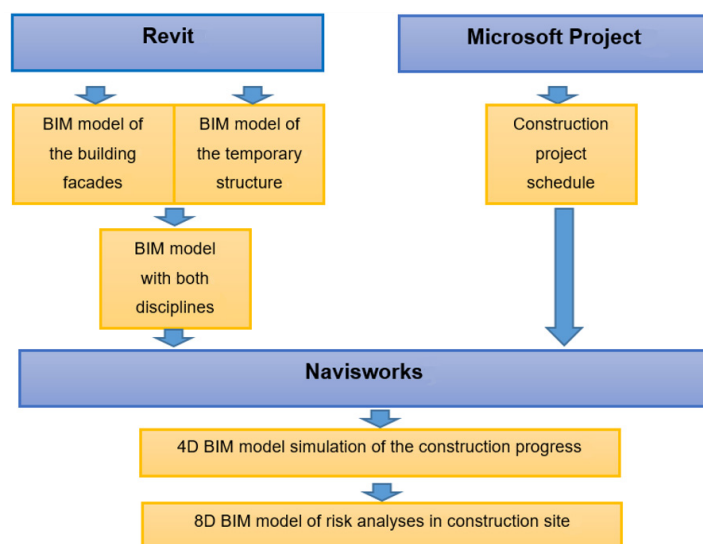 Revit
Microsoft Project
BIM model of
the building
facades
BIM model of
the temporary
structure
Construction
project
schedule
BIM model
with both
disciplines
Navisworks
4D BIM model simulation of the construction progress
8D BIM model of risk analyses in construction site